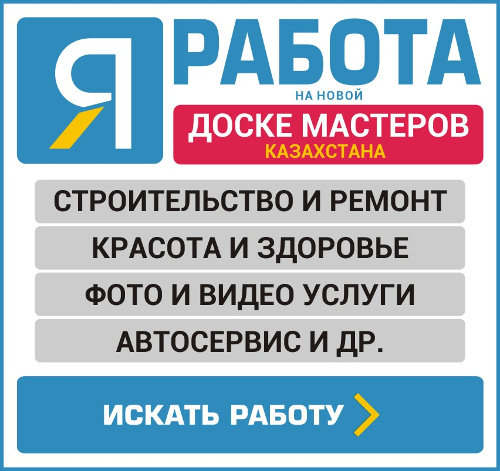 Я
РАБОТА
НА НОВОЙ
ДОСКЕ МАСТЕРОВ
КАЗАХСТАНА
СТРОИТЕЛЬСТВО И РЕМОНТ
КРАСОТА И ЗДОРОВЬЕ
ФОТО И ВИДЕО УСЛУГИ
АВТОСЕРВИС И ДР.
ИСКАТЬ РАБОТУ